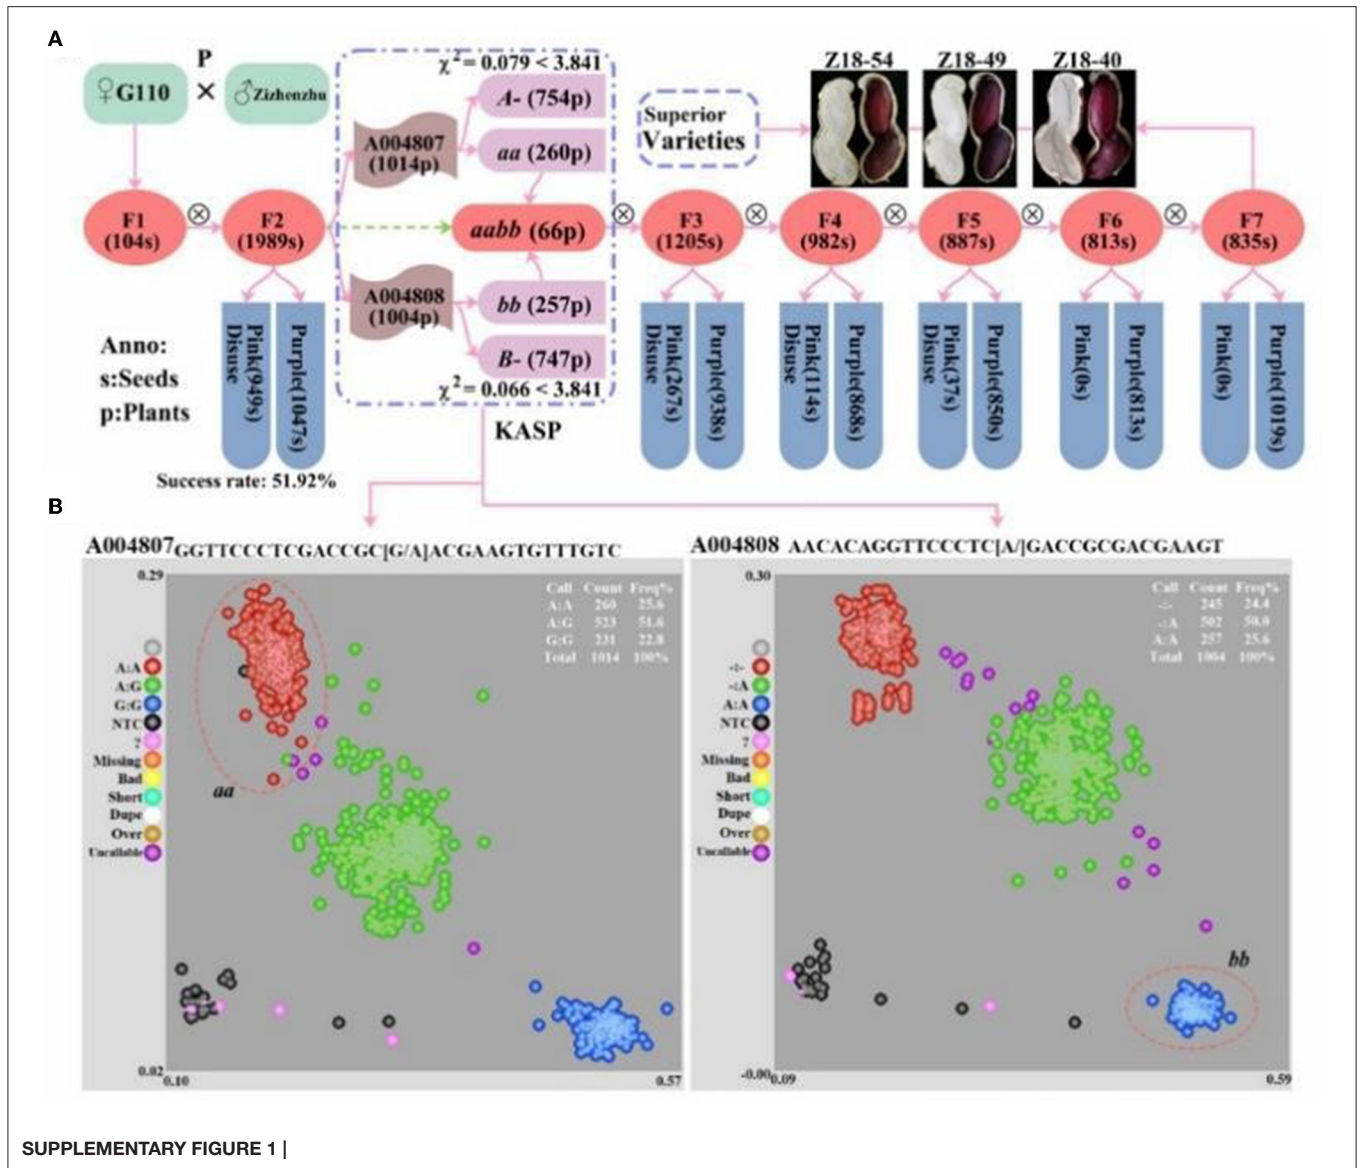 A
♀G110
P
×
♂Zizhenzhu
χ² = 0.079 < 3.841
A- (754p)
A004807
(1014p)
aa (260p)
Superior
Varieties
Z18-54
Z18-49
Z18-40
F1
(104s)
F2
(1989s)
aabb (66p)
F3
(1205s)
F4
(982s)
F5
(887s)
F6
(813s)
F7
(835s)
A004808
(1004p)
bb (257p)
B- (747p)
χ² = 0.066 < 3.841
KASP
Anno:
s:Seeds
p:Plants
Pink(949s)
Disuse
Purple(1047s)
Pink(267s)
Disuse
Purple(938s)
Pink(114s)
Disuse
Purple(868s)
Pink(37s)
Disuse
Purple(850s)
Pink(0s)
Purple(813s)
Pink(0s)
Purple(1019s)
Success rate: 51.92%
B
A004807 GGTTCCCTCGACCGC[G/A]ACGAAGTGTTTGTC
0.29
Call Count Freq%
A:A 260 25.6
A:G 523 51.6
G:G 231 22.8
Total 1014 100%
A:A
A:G
G:G
NTC
?
Missing
Bad
Short
Dupe
Over
Uncallable
aa
0.02
0.10
0.57
A004808 AACACAGGTTCCCTC[A/]GACCGCGACGAAGT
0.30
Call Count Freq%
-:- 245 24.4
-:A 502 50.0
A:A 257 25.6
Total 1004 100%
-:-
-:A
A:A
NTC
?
Missing
Bad
Short
Dupe
Over
Uncallable
bb
-0.00
0.09
0.59
SUPPLEMENTARY FIGURE 1 |